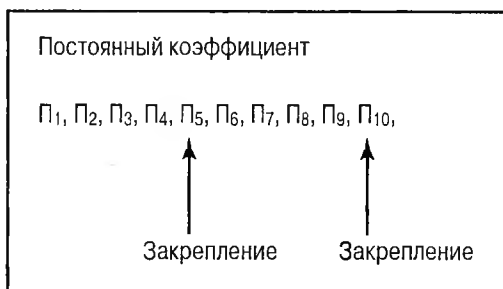 Постоянный коэффициент
П1, П2, П3, П4, П5, П6, П7, П8, П9, П10,
Закрепление Закрепление